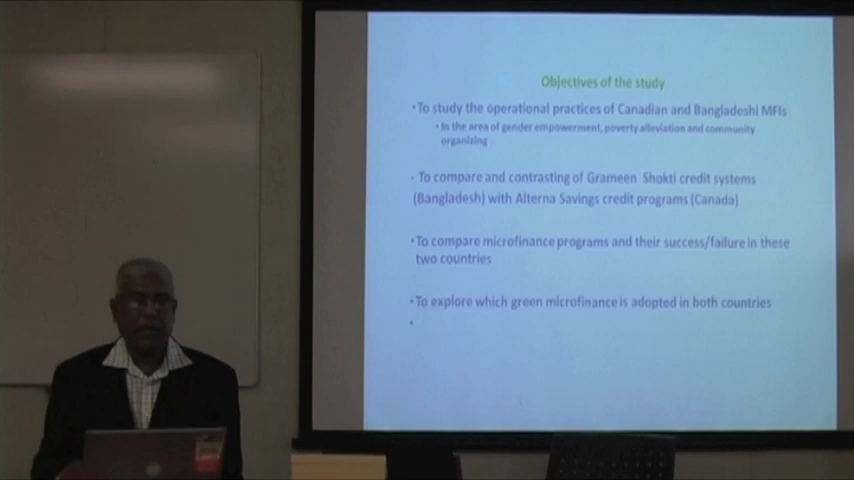 Objectives of the study
• To study the operational practices of Canadian and Bangladeshi MFIs
• In the area of gender empowerment, poverty alleviation and community
organizing
• To compare and contrasting of Grameen Shokti credit systems
(Bangladesh) with Alterna Savings credit programs (Canada)
• To compare microfinance programs and their success/failure in these
two countries
• To explore which green microfinance is adopted in both countries
•